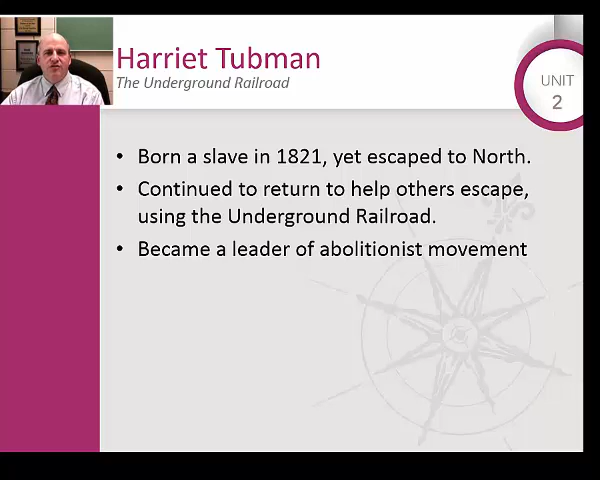 Harriet Tubman
The Underground Railroad
UNIT
2
• Born a slave in 1821, yet escaped to North.
• Continued to return to help others escape,
using the Underground Railroad.
• Became a leader of abolitionist movement